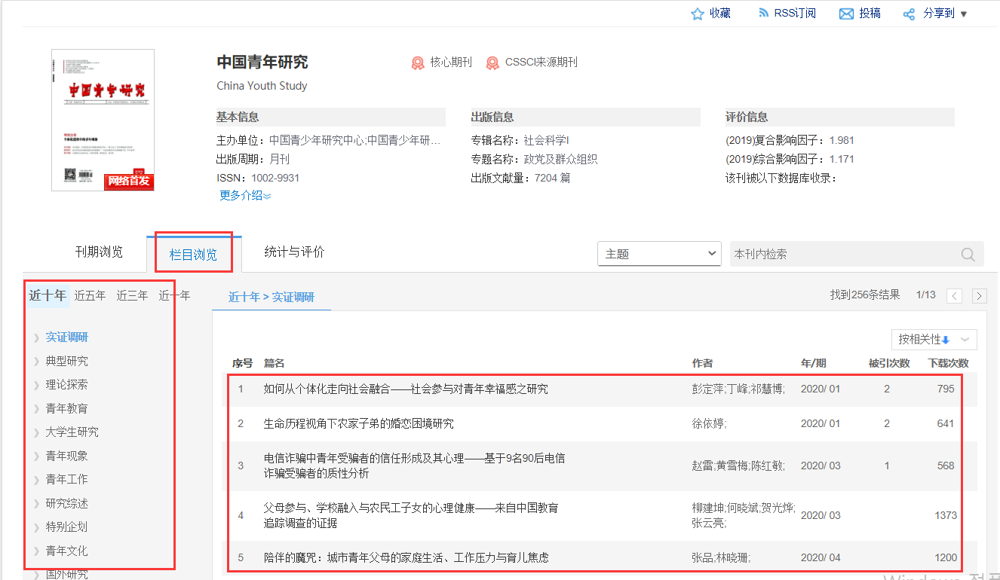 收藏 RSS订阅 投稿 分享到
中国青年研究 核心期刊 CSSCI来源期刊
China Youth Study
中国青年研究
网络首发
基本信息 出版信息 评价信息
主办单位：中国青少年研究中心;中国青少年研... 专辑名称：社会科学I (2019)复合影响因子：1.981
出版周期：月刊 专题名称：政党及群众组织 (2019)综合影响因子：1.171
ISSN：1002-9931 出版文献量：7204 篇 该刊被以下数据库收录：
更多介绍
刊期浏览 栏目浏览 统计与评价 主题 本刊内检索
近十年 近五年 近三年 近一年 近十年 > 实证调研 找到256条结果 1/13 < >
实证调研
典型研究
理论探索
青年教育
大学生研究
青年现象
青年工作
研究综述
特别企划
青年文化
国外研究
按相关性
序号 篇名 作者 年/期 被引次数 下载次数
1 如何从个体化走向社会融合——社会参与对青年幸福感之研究 彭定萍;丁峰;祁慧博; 2020/ 01 2 795
2 生命历程视角下农家子弟的婚恋困境研究 徐依婷; 2020/ 01 2 641
3 电信诈骗中青年受骗者的信任形成及其心理——基于9名90后电信
诈骗受骗者的质性分析 赵雷;黄雪梅;陈红敏; 2020/ 03 1 568
4 父母参与、学校融入与农民工子女的心理健康——来自中国教育
追踪调查的证据 柳建坤;何晓斌;贺光烨;
张云亮; 2020/ 03 1373
5 陪伴的魔咒：城市青年父母的家庭生活、工作压力与育儿焦虑 张品;林晓珊; 2020/ 04 1200